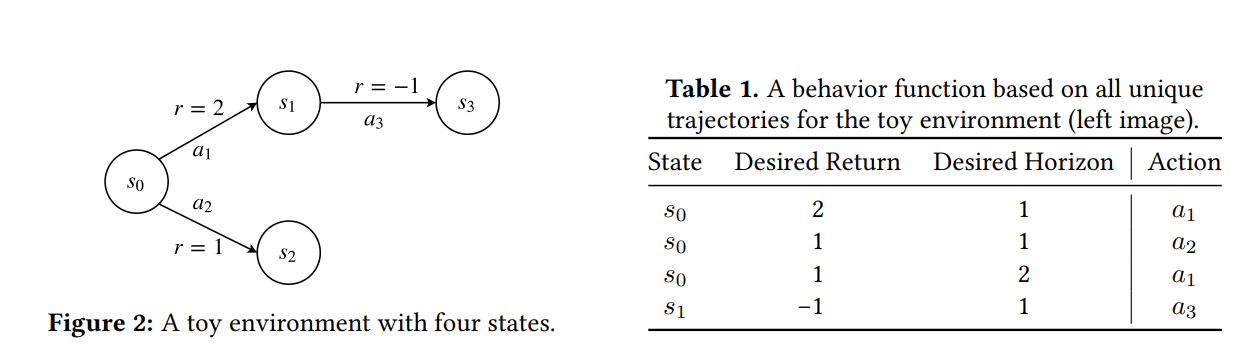 r = 2
a₁
s₀
a₂
r = 1
s₁
r = −1
a₃
s₃
s₂
Figure 2: A toy environment with four states.
Table 1. A behavior function based on all unique
trajectories for the toy environment (left image).
State Desired Return Desired Horizon Action
s₀ 2 1 a₁
s₀ 1 1 a₂
s₀ 1 2 a₁
s₁ −1 1 a₃